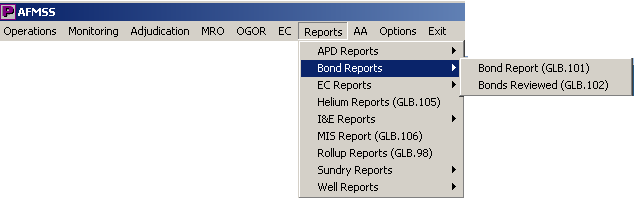 P AFMSS
Operations Monitoring Adjudication MRO OGOR EC Reports AA Options Exit
APD Reports
Bond Reports
Bond Report (GLB.101)
Bonds Reviewed (GLB.102)
EC Reports
Helium Reports (GLB.105)
I&E Reports
MIS Report (GLB.106)
Rollup Reports (GLB.98)
Sundry Reports
Well Reports